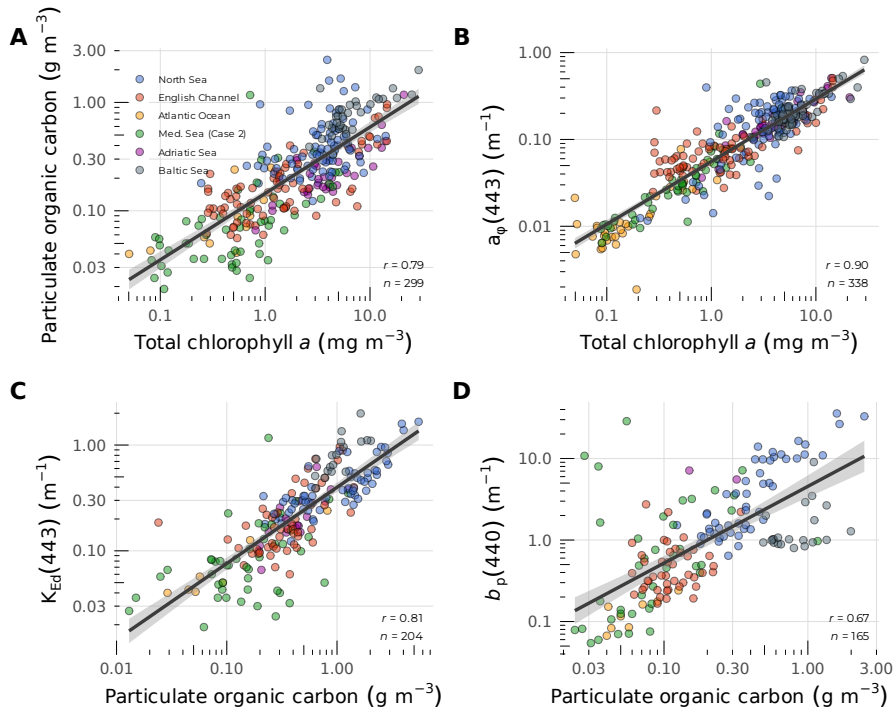 A
Particulate organic carbon (g m⁻³)
3.00
1.00
0.30
0.10
0.03
North Sea
English Channel
Atlantic Ocean
Med. Sea (Case 2)
Adriatic Sea
Baltic Sea
r = 0.79
n = 299
0.1 1.0 10.0
Total chlorophyll a (mg m⁻³)
B
aφ(443) (m⁻¹)
1.00
0.10
0.01
r = 0.90
n = 338
0.1 1.0 10.0
Total chlorophyll a (mg m⁻³)
C
K_Ed(443) (m⁻¹)
1.00
0.30
0.10
0.03
r = 0.81
n = 204
0.01 0.10 1.00
Particulate organic carbon (g m⁻³)
D
b_p(440) (m⁻¹)
10.0
1.0
0.1
r = 0.67
n = 165
0.03 0.10 0.30 1.00 3.00
Particulate organic carbon (g m⁻³)